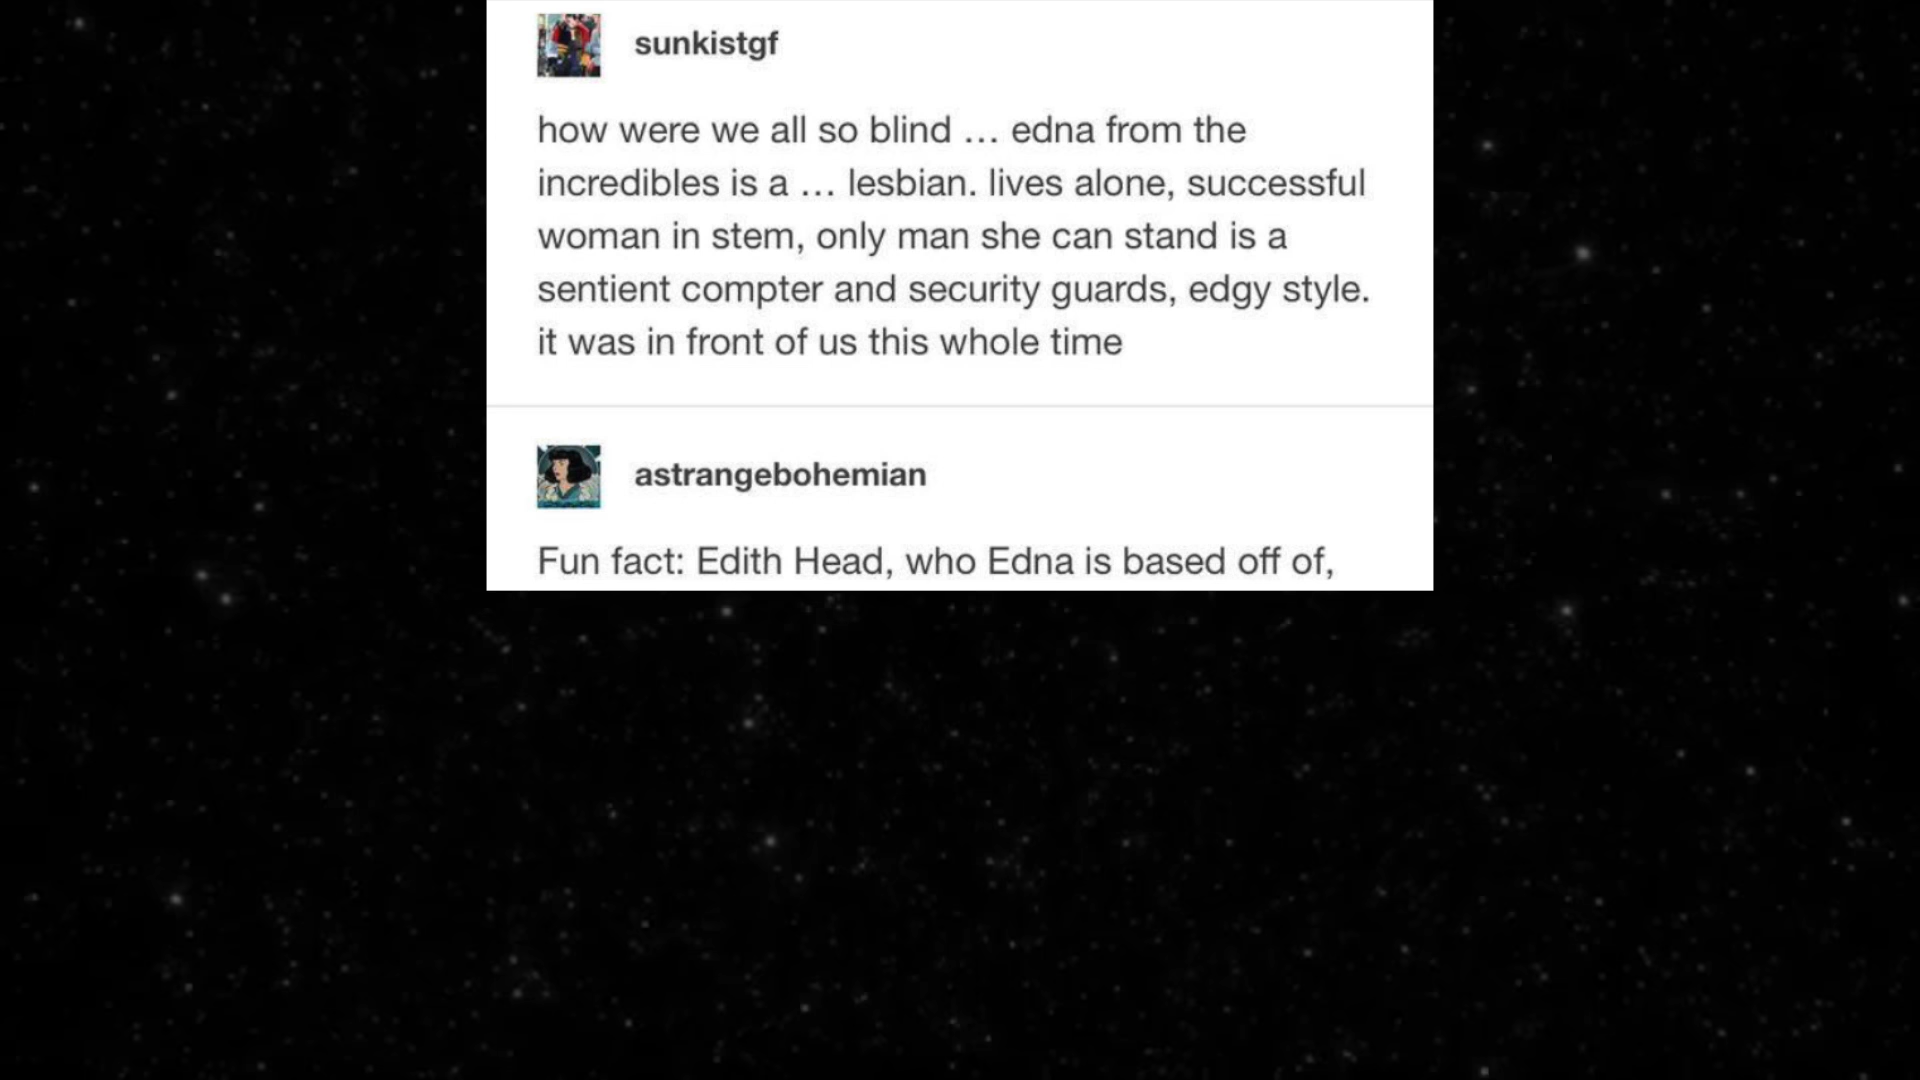 sunkistgf
how were we all so blind ... edna from the
incredibles is a ... lesbian. lives alone, successful
woman in stem, only man she can stand is a
sentient compter and security guards, edgy style.
it was in front of us this whole time
astrangebohemian
Fun fact: Edith Head, who Edna is based off of,